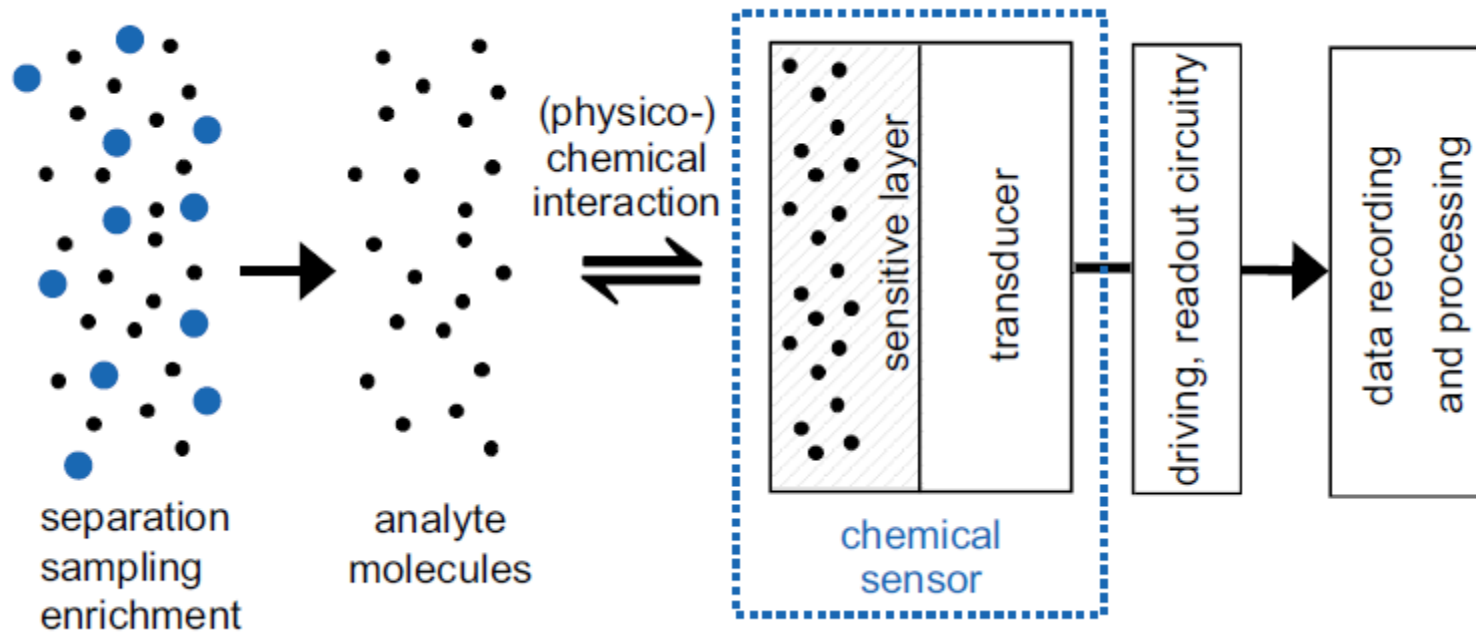 separation
sampling
enrichment
analyte
molecules
(physico-)
chemical
interaction
sensitive layer
transducer
chemical
sensor
driving, readout circuitry
data recording
and processing